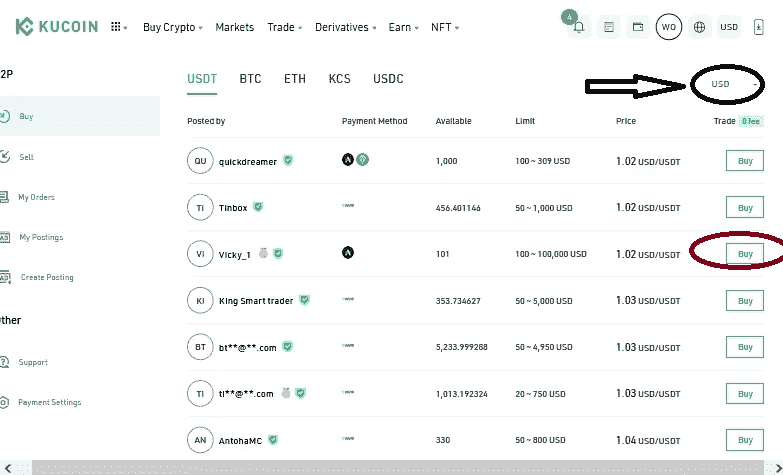 KUCOIN Buy Crypto Markets Trade Derivatives Earn NFT 4 WO USD
2P USDT BTC ETH KCS USDC USD
Posted by Payment Method Available Limit Price Trade 0 fee
Buy
QU quickdreamer 1,000 100 ~ 309 USD 1.02 USD/USDT Buy
Sell
My Orders
TI Tinbox 456.401146 50 ~ 1,000 USD 1.02 USD/USDT Buy
My Postings
VI Vicky_1 101 100 ~ 100,000 USD 1.02 USD/USDT Buy
Create Posting
KI King Smart trader 353.734627 50 ~ 5,000 USD 1.03 USD/USDT Buy
ther
BT bt**@**.com 5,233.999288 50 ~ 4,950 USD 1.03 USD/USDT Buy
Support
TI ti**@**.com 1,013.192324 20 ~ 750 USD 1.03 USD/USDT Buy
Payment Settings
AN AntohaMC 330 50 ~ 800 USD 1.04 USD/USDT Buy